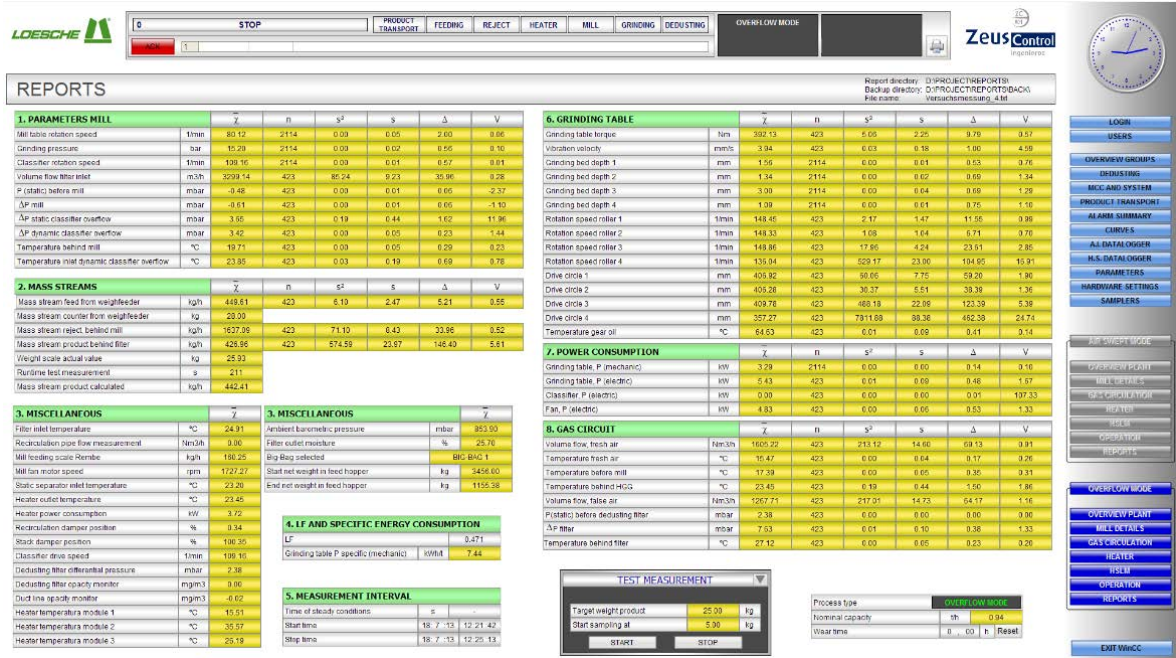 LOESCHE
0 STOP
PRODUCT TRANSPORT FEEDING REJECT HEATER MILL GRINDING DEDUSTING
OVERFLOW MODE
ACK 1
Zeus Control
Ingenieros
REPORTS
Report directory: D:\PROJECT\REPORTS\
Backup directory: D:\PROJECT\REPORTS\BACK\
File name: Versuchsmessung_4.txt
1. PARAMETERS MILL x̄ n s² s Δ V
Mill table rotation speed 1/min 80.12 2114 0.00 0.05 2.60 0.06
Grinding pressure bar 15.20 2114 0.00 0.02 0.56 0.10
Classifier rotation speed 1/min 109.16 2114 0.00 0.01 0.57 0.01
Volume flow filter inlet m3/h 3299.14 423 85.24 9.23 35.96 0.28
P (static) before mill mbar -0.48 423 0.00 0.01 0.06 -2.37
ΔP mill mbar -0.61 423 0.00 0.01 0.06 -1.10
ΔP static classifier overflow mbar 3.65 423 0.19 0.44 1.62 11.96
ΔP dynamic classifier overflow mbar 3.42 423 0.00 0.05 0.23 1.44
Temperature behind mill °C 19.71 423 0.00 0.05 0.29 0.23
Temperature inlet dynamic classifier overflow °C 23.85 423 0.03 0.19 0.69 0.78
2. MASS STREAMS x̄ n s² s Δ V
Mass stream feed from weighfeeder kg/h 449.61 423 6.10 2.47 5.21 0.55
Mass stream counter from weighfeeder kg 28.00
Mass stream reject behind mill kg/h 1637.09 423 71.10 8.43 33.96 0.52
Mass stream product behind filter kg/h 426.96 423 574.59 23.97 146.40 5.61
Weight scale actual value kg 25.93
Runtime test measurement s 211
Mass stream product calculated kg/h 442.41
3. MISCELLANEOUS x̄
Filter inlet temperature °C 24.91
Recirculation pipe flow measurement Nm3/h 0.00
Mill feeding scale Rembe kg/h 160.25
Mill fan motor speed rpm 1727.27
Static separator inlet temperature °C 23.20
Heater outlet temperature °C 23.45
Heater power consumption kW 3.72
Recirculation damper position % 0.34
Stack damper position % 100.35
Classifier drive speed 1/min 109.16
Dedusting filter differential pressure mbar 2.38
Dedusting filter opacity monitor mg/m3 0.00
Duct line opacity monitor mg/m3 -0.02
Heater temperatura module 1 °C 15.51
Heater temperatura module 2 °C 35.57
Heater temperatura module 3 °C 26.19
3. MISCELLANEOUS x̄
Ambient barometric pressure mbar 953.90
Filter outlet moisture % 25.70
Big-Bag selected BIG-BAG 1
Start net weight in feed hopper kg 3456.00
End net weight in feed hopper kg 1155.38
4. LF AND SPECIFIC ENERGY CONSUMPTION
LF 0.471
Grinding table P specific (mechanic) kWh/t 7.44
5. MEASUREMENT INTERVAL
Time of steady conditions s -
Start time 18: 7 :13 12:21:42
Stop time 18: 7 :13 12:25:13
6. GRINDING TABLE x̄ n s² s Δ V
Grinding table torque Nm 392.13 423 5.06 2.25 9.79 0.57
Vibration velocity mm/s 3.94 423 0.03 0.18 1.00 4.59
Grinding bed depth 1 mm 1.56 2114 0.00 0.01 0.53 0.76
Grinding bed depth 2 mm 1.34 2114 0.00 0.02 0.69 1.34
Grinding bed depth 3 mm 3.00 2114 0.00 0.04 0.69 1.29
Grinding bed depth 4 mm 1.09 2114 0.00 0.01 0.75 1.10
Rotation speed roller 1 1/min 148.45 423 2.17 1.47 11.55 0.99
Rotation speed roller 2 1/min 148.33 423 1.08 1.04 6.71 0.70
Rotation speed roller 3 1/min 148.86 423 17.96 4.24 23.61 2.85
Rotation speed roller 4 1/min 136.04 423 529.17 23.00 104.95 16.91
Drive circle 1 mm 406.92 423 60.06 7.75 59.20 1.90
Drive circle 2 mm 406.28 423 30.37 5.51 38.39 1.36
Drive circle 3 mm 409.78 423 488.18 22.09 123.39 5.39
Drive circle 4 mm 357.27 423 7811.88 88.38 462.38 24.74
Temperature gear oil °C 64.63 423 0.01 0.09 0.41 0.14
7. POWER CONSUMPTION x̄ n s² s Δ V
Grinding table, P (mechanic) kW 3.29 2114 0.00 0.00 0.14 0.10
Grinding table, P (electric) kW 5.43 423 0.01 0.09 0.48 1.67
Classifier, P (electric) kW 0.00 423 0.00 0.00 0.01 107.33
Fan, P (electric) kW 4.83 423 0.00 0.06 0.53 1.33
8. GAS CIRCUIT x̄ n s² s Δ V
Volume flow, fresh air Nm3/h 1605.22 423 213.12 14.60 69.13 0.91
Temperature fresh air °C 15.47 423 0.00 0.04 0.17 0.26
Temperature before mill °C 17.39 423 0.00 0.05 0.35 0.31
Temperature behind HGG °C 23.45 423 0.19 0.44 1.50 1.86
Volume flow, false air Nm3/h 1267.71 423 217.01 14.73 64.17 1.16
P(static) before dedusting filter mbar 2.38 423 0.00 0.00 0.00 0.00
ΔP filter mbar 7.63 423 0.01 0.10 0.38 1.33
Temperature behind filter °C 27.12 423 0.00 0.05 0.23 0.20
TEST MEASUREMENT
Target weight product 25.00 kg
Start sampling at 5.00 kg
START STOP
Process type OVERFLOW MODE
Nominal capacity t/h 0.94
Wear time 0 . 00 h Reset
LOGIN
USERS
OVERVIEW GROUPS
DEDUSTING
MCC AND SYSTEM
PRODUCT TRANSPORT
ALARM SUMMARY
CURVES
A.I. DATALOGGER
H.S. DATALOGGER
PARAMETERS
HARDWARE SETTINGS
SAMPLERS
AIR SWEPT MODE
OVERVIEW PLANT
MILL DETAILS
GAS CIRCULATION
HEATER
HSLM
OPERATION
REPORTS
OVERFLOW MODE
OVERVIEW PLANT
MILL DETAILS
GAS CIRCULATION
HEATER
HSLM
OPERATION
REPORTS
EXIT WinCC